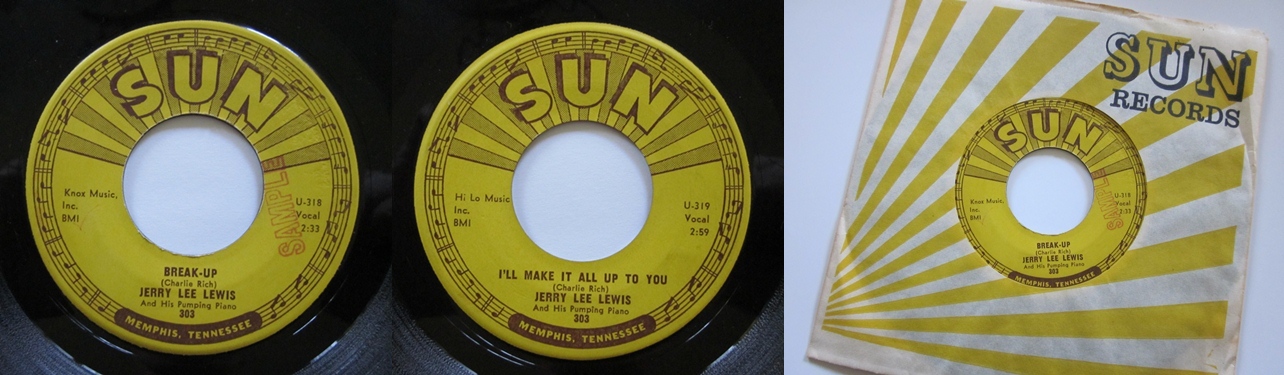 SUN
Knox Music,
Inc.
BMI
U-318
Vocal
2:33
SAMPLE
BREAK-UP
(Charlie Rich)
JERRY LEE LEWIS
And His Pumping Piano
303
MEMPHIS, TENNESSEE
SUN
Hi Lo Music
Inc.
BMI
U-319
Vocal
2:59
I'LL MAKE IT ALL UP TO YOU
(Charlie Rich)
JERRY LEE LEWIS
And His Pumping Piano
303
MEMPHIS, TENNESSEE
SUN
RECORDS
SUN
Knox Music,
Inc.
BMI
U-318
Vocal
2:33
SAMPLE
BREAK-UP
(Charlie Rich)
JERRY LEE LEWIS
And His Pumping Piano
303
MEMPHIS, TENNESSEE